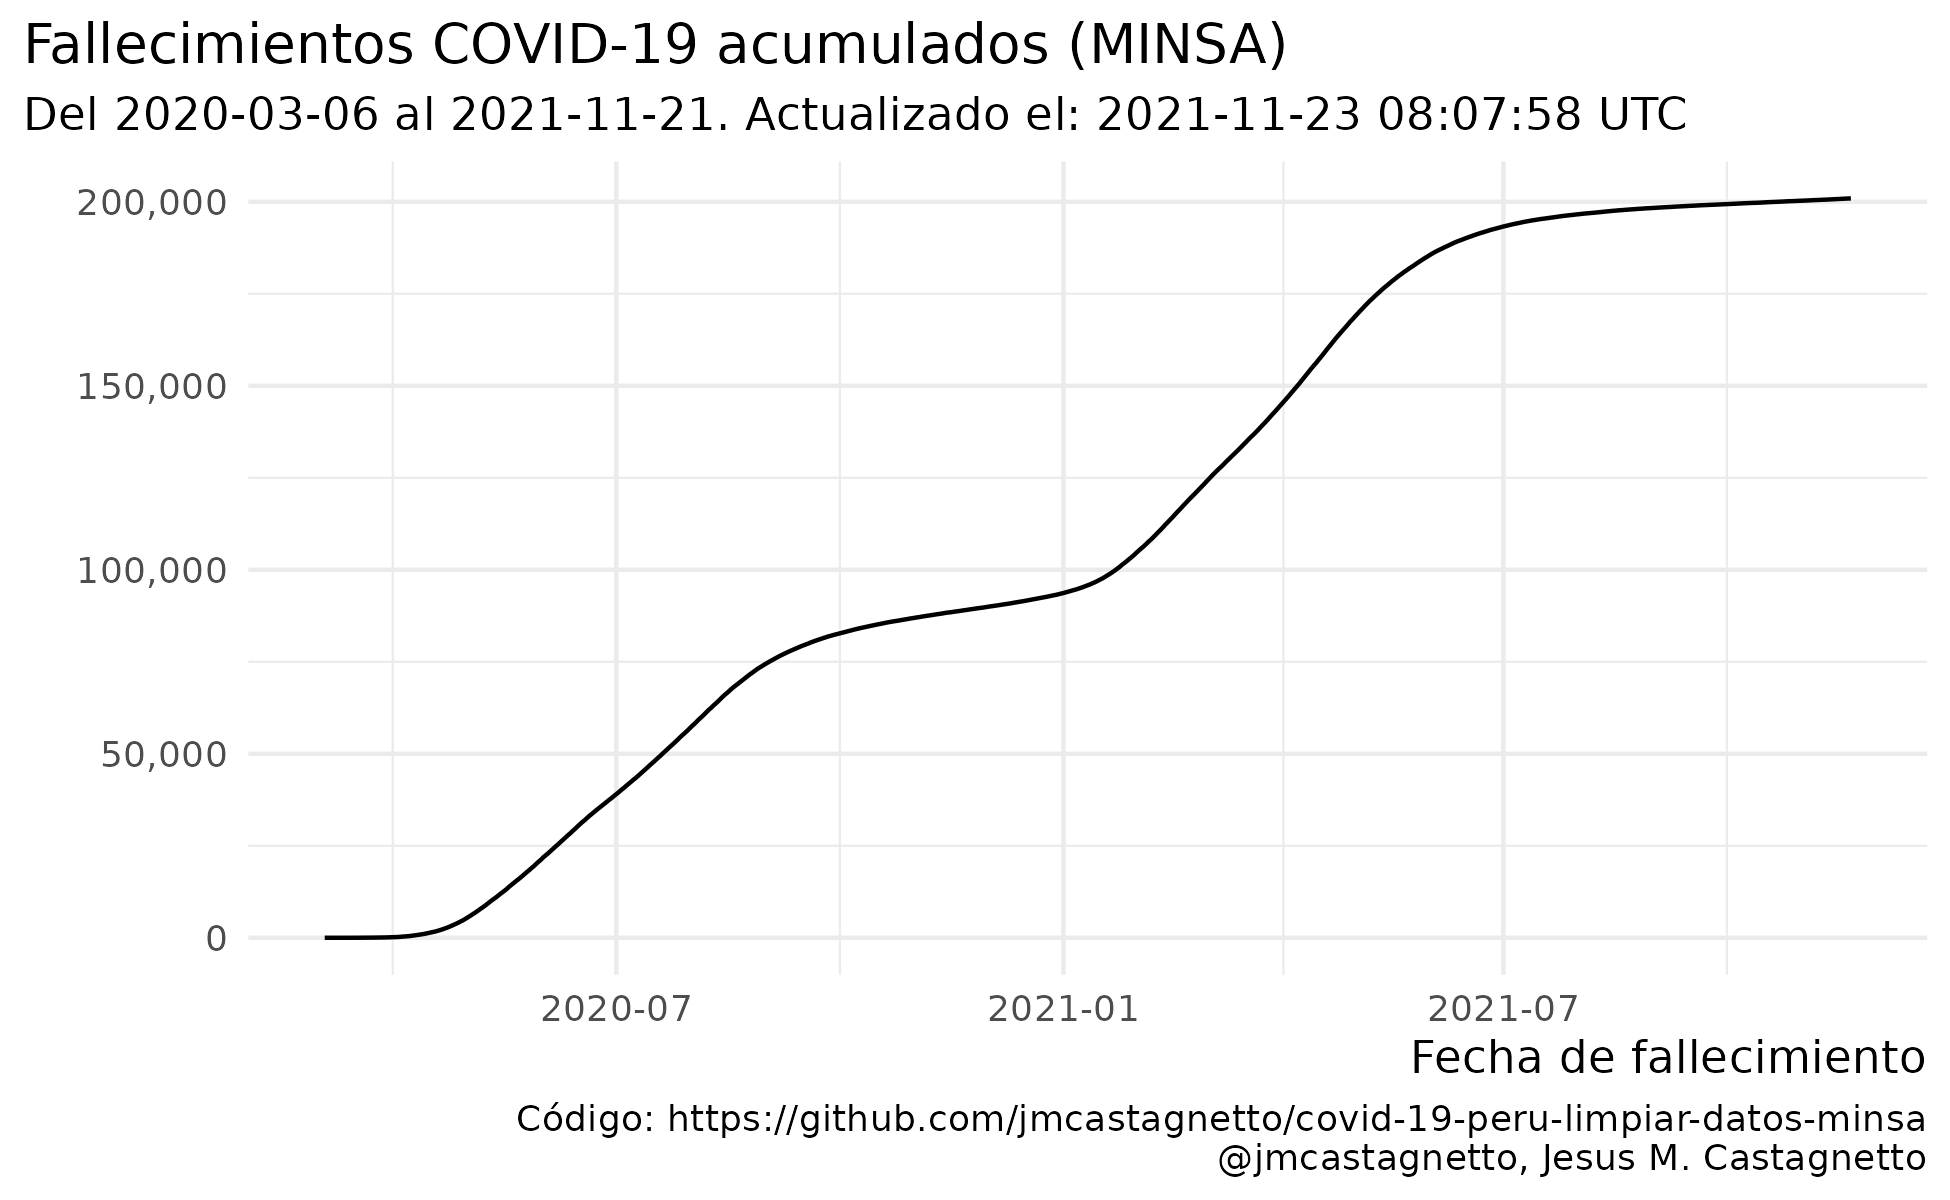 Fallecimientos COVID-19 acumulados (MINSA)
Del 2020-03-06 al 2021-11-21. Actualizado el: 2021-11-23 08:07:58 UTC
200,000
150,000
100,000
50,000
0
2020-07
2021-01
2021-07
Fecha de fallecimiento
Código: https://github.com/jmcastagnetto/covid-19-peru-limpiar-datos-minsa
@jmcastagnetto, Jesus M. Castagnetto